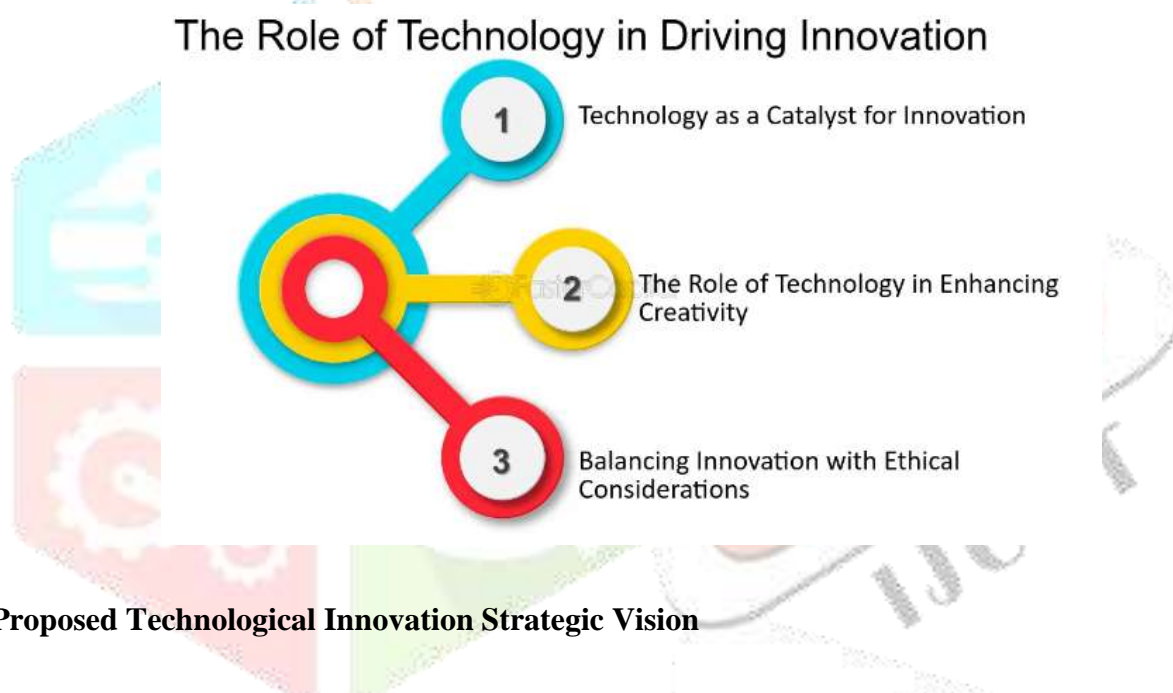 The Role of Technology in Driving Innovation
1
Technology as a Catalyst for Innovation
2
The Role of Technology in Enhancing
Creativity
3
Balancing Innovation with Ethical
Considerations
Proposed Technological Innovation Strategic Vision